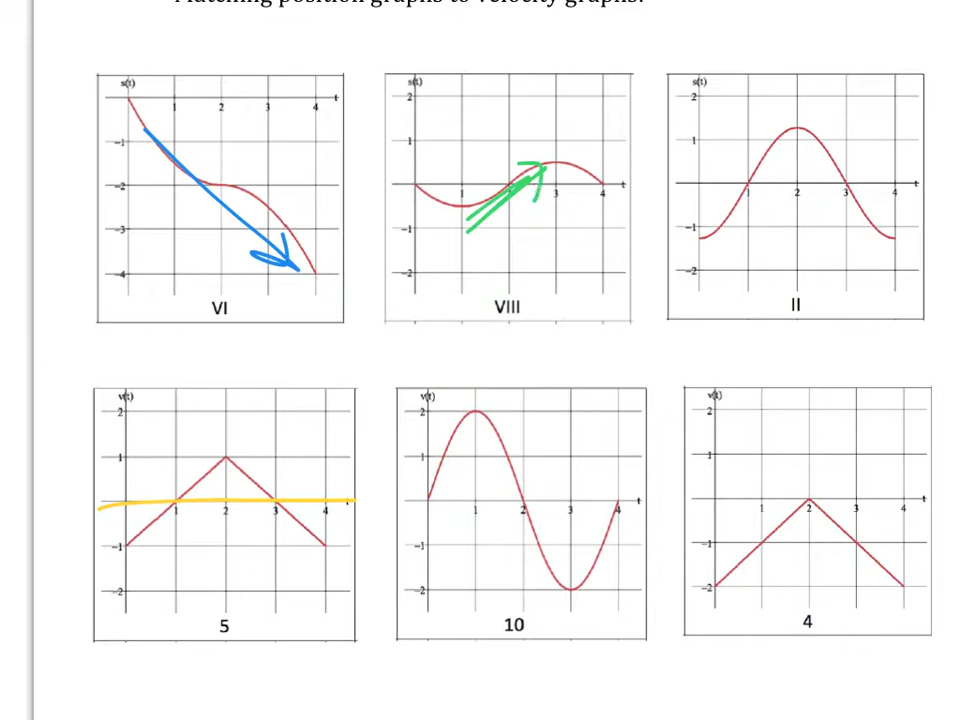 Matching position graphs to velocity graphs.
s(t) s(t) s(t)
1 2 3 4 t
-1
-2
-3
-4
2
1
1 3 4 t
-1
-2
2
1
1 2 3 4 t
-1
-2
VI VIII II
v(t) v(t) v(t)
2
1
1 2 3 4 t
-1
-2
2
1
1 2 3 4 t
-1
-2
2
1
1 2 3 4 t
-1
-2
5 10 4